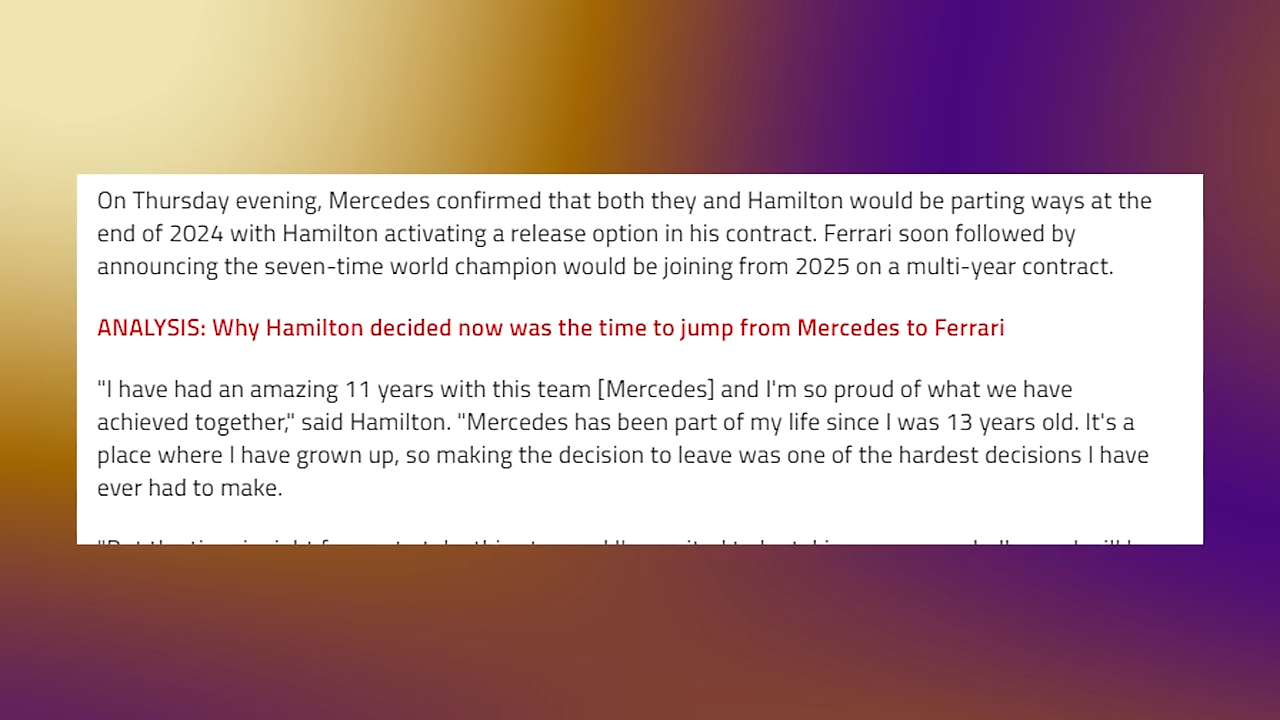 On Thursday evening, Mercedes confirmed that both they and Hamilton would be parting ways at the
end of 2024 with Hamilton activating a release option in his contract. Ferrari soon followed by
announcing the seven-time world champion would be joining from 2025 on a multi-year contract.
ANALYSIS: Why Hamilton decided now was the time to jump from Mercedes to Ferrari
"I have had an amazing 11 years with this team [Mercedes] and I'm so proud of what we have
achieved together," said Hamilton. "Mercedes has been part of my life since I was 13 years old. It's a
place where I have grown up, so making the decision to leave was one of the hardest decisions I have
ever had to make.